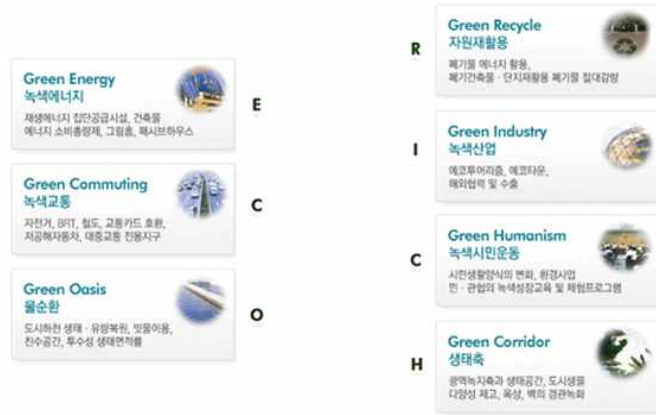 Green Energy
녹색에너지
재생에너지 집단공급시설, 건축물
에너지 소비총량제, 그린홈, 패시브하우스
E
Green Commuting
녹색교통
자전거, BRT, 철도, 교통카드 호환,
저공해자동차, 대중교통 전용지구
C
Green Oasis
물순환
도시하천 생태 · 유량복원, 빗물이용,
친수공간, 투수성 생태면적률
O
R
Green Recycle
자원재활용
폐기물 에너지 활용,
폐기건축물 · 단지재활용 폐기물 절대감량
I
Green Industry
녹색산업
에코투어리즘, 에코타운,
해외협력 및 수출
C
Green Humanism
녹색시민운동
시민생활양식의 변화, 환경사업
민 · 관협의 녹색성장교육 및 체험프로그램
H
Green Corridor
생태축
광역녹지축과 생태공간, 도시생물
다양성 제고, 옥상, 벽의 경관녹화